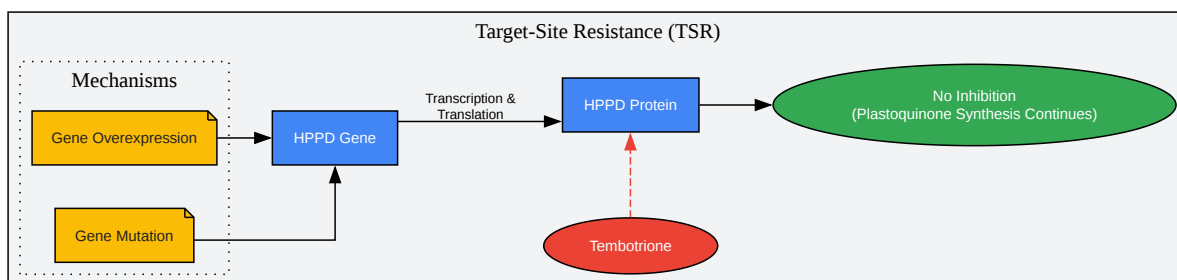 Target-Site Resistance (TSR)
Mechanisms
Gene Overexpression
Gene Mutation
HPPD Gene
Transcription &
Translation
HPPD Protein
Tembotrione
No Inhibition
(Plastoquinone Synthesis Continues)